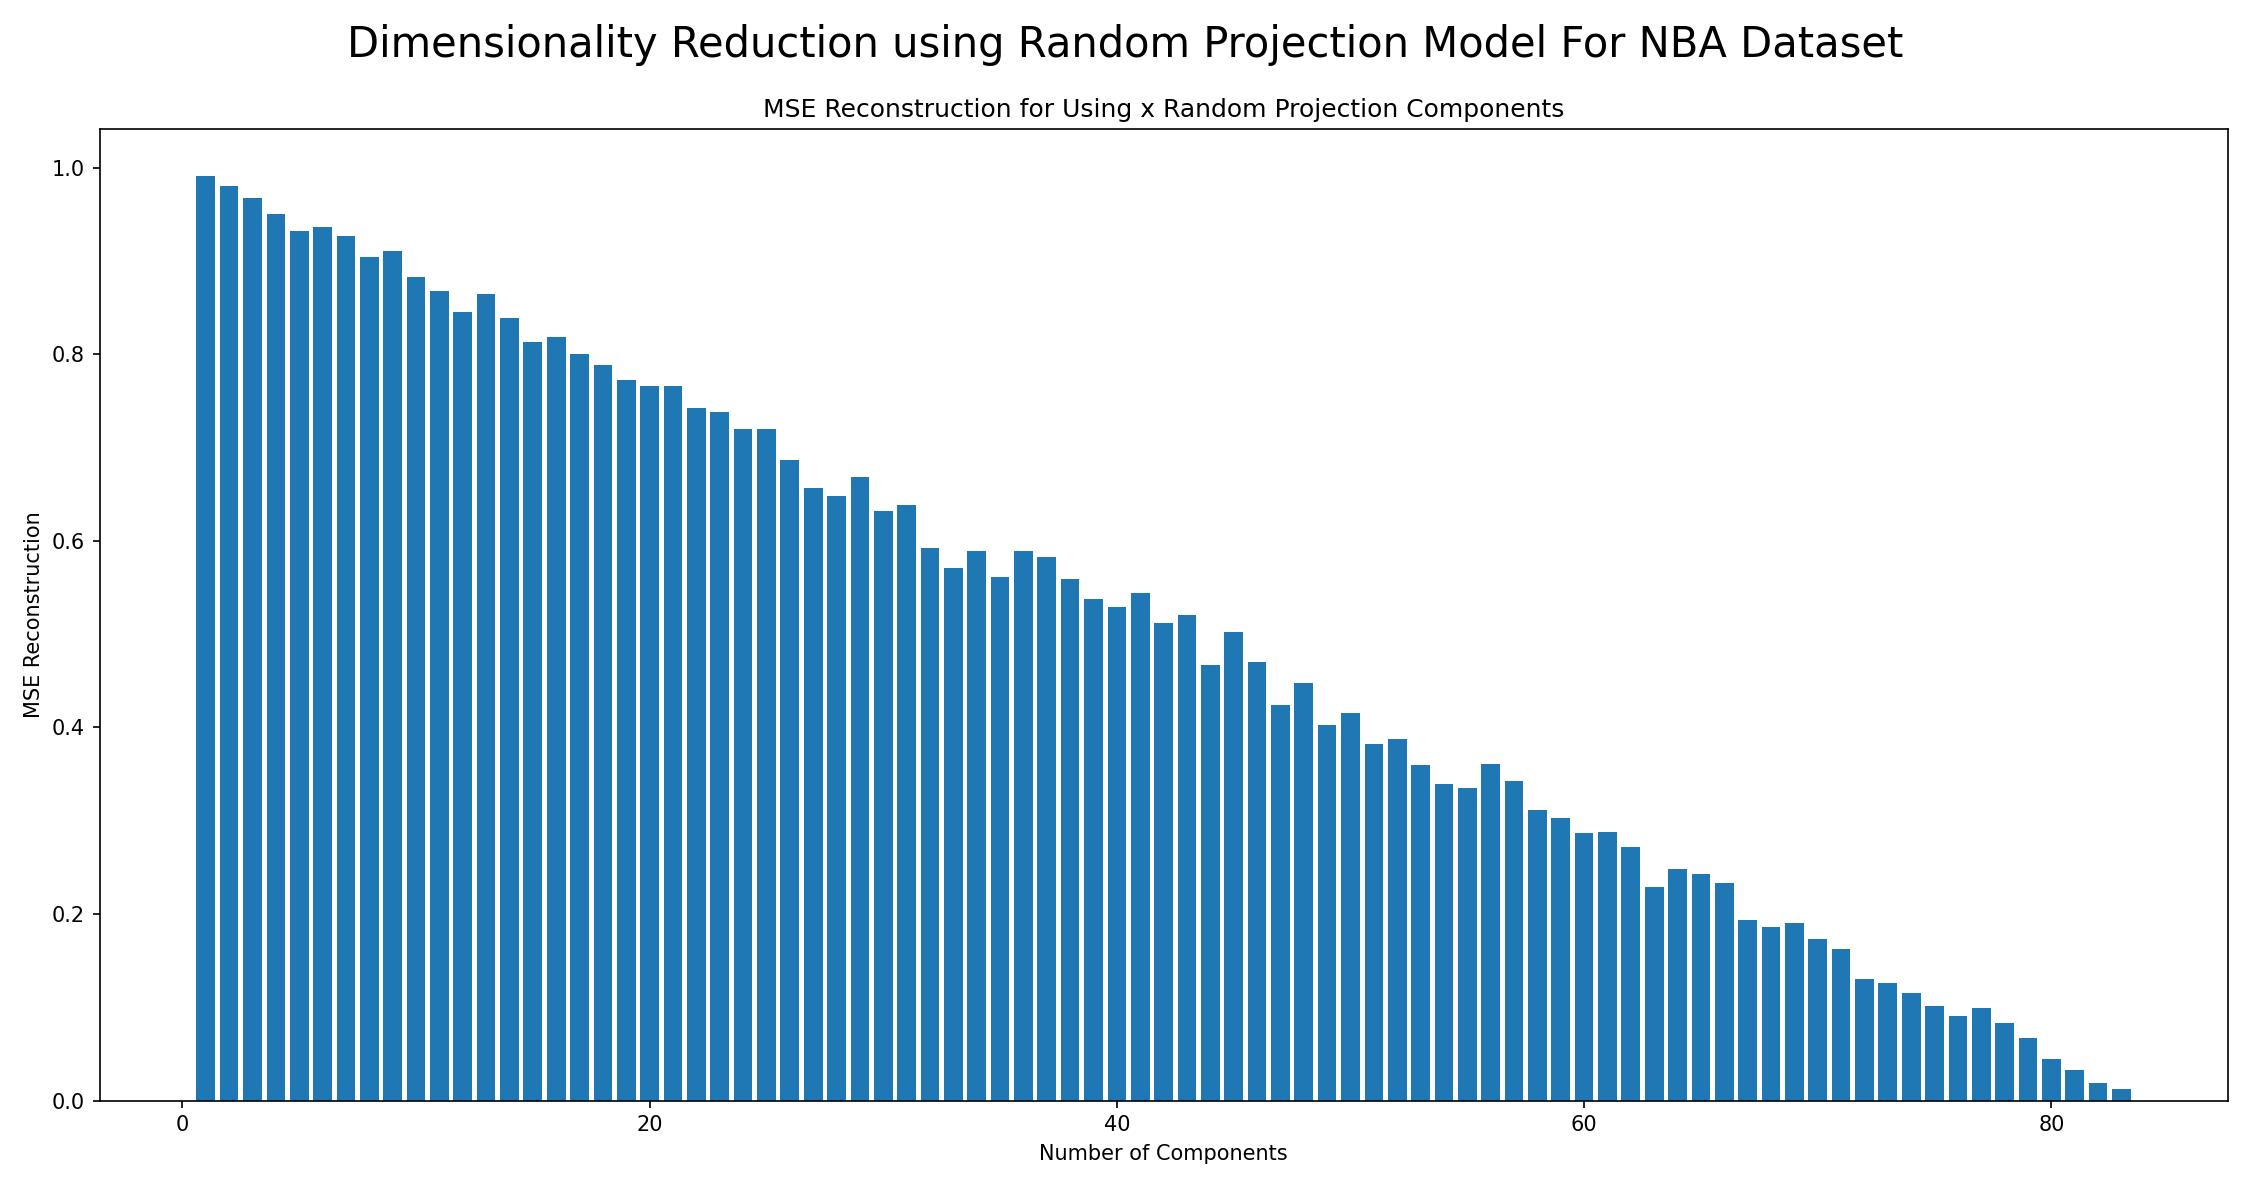 Dimensionality Reduction using Random Projection Model For NBA Dataset
MSE Reconstruction for Using x Random Projection Components
1.0
0.8
0.6
0.4
0.2
0.0
MSE Reconstruction
0 20 40 60 80
Number of Components